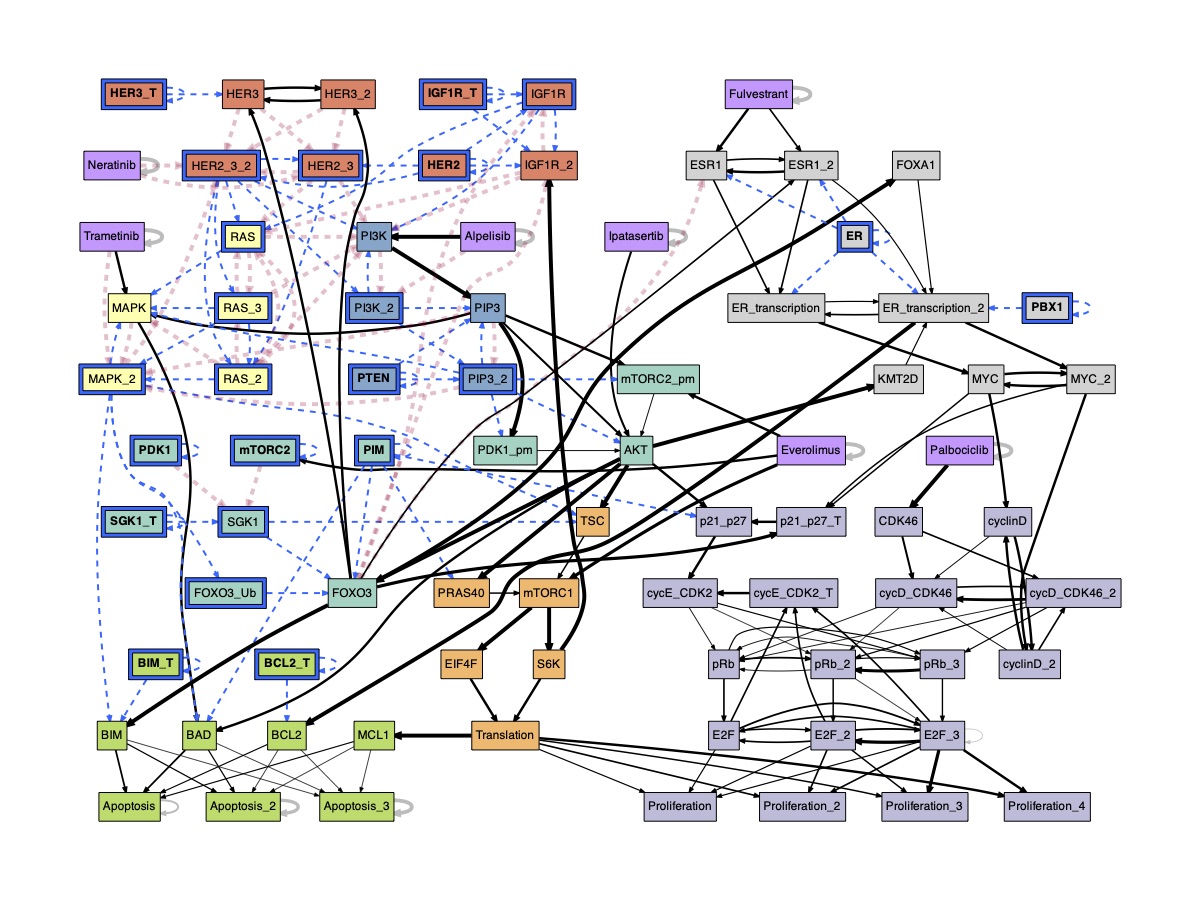 HER3_T HER3 HER3_2 IGF1R_T IGF1R Fulvestrant
Neratinib HER2_3_2 HER2_3 HER2 IGF1R_2 ESR1 ESR1_2 FOXA1
Trametinib RAS PI3K Alpelisib Ipatasertib ER
MAPK RAS_3 PI3K_2 PIP3 ER_transcription ER_transcription_2 PBX1
MAPK_2 RAS_2 PTEN PIP3_2 mTORC2_pm KMT2D MYC MYC_2
PDK1 mTORC2 PIM PDK1_pm AKT Everolimus Palbociclib
SGK1_T SGK1 TSC p21_p27 p21_p27_T CDK46 cyclinD
FOXO3_Ub FOXO3 PRAS40 mTORC1 cycE_CDK2 cycE_CDK2_T cycD_CDK46 cycD_CDK46_2
BIM_T BCL2_T EIF4F S6K pRb pRb_2 pRb_3 cyclinD_2
BIM BAD BCL2 MCL1 Translation E2F E2F_2 E2F_3
Apoptosis Apoptosis_2 Apoptosis_3 Proliferation Proliferation_2 Proliferation_3 Proliferation_4